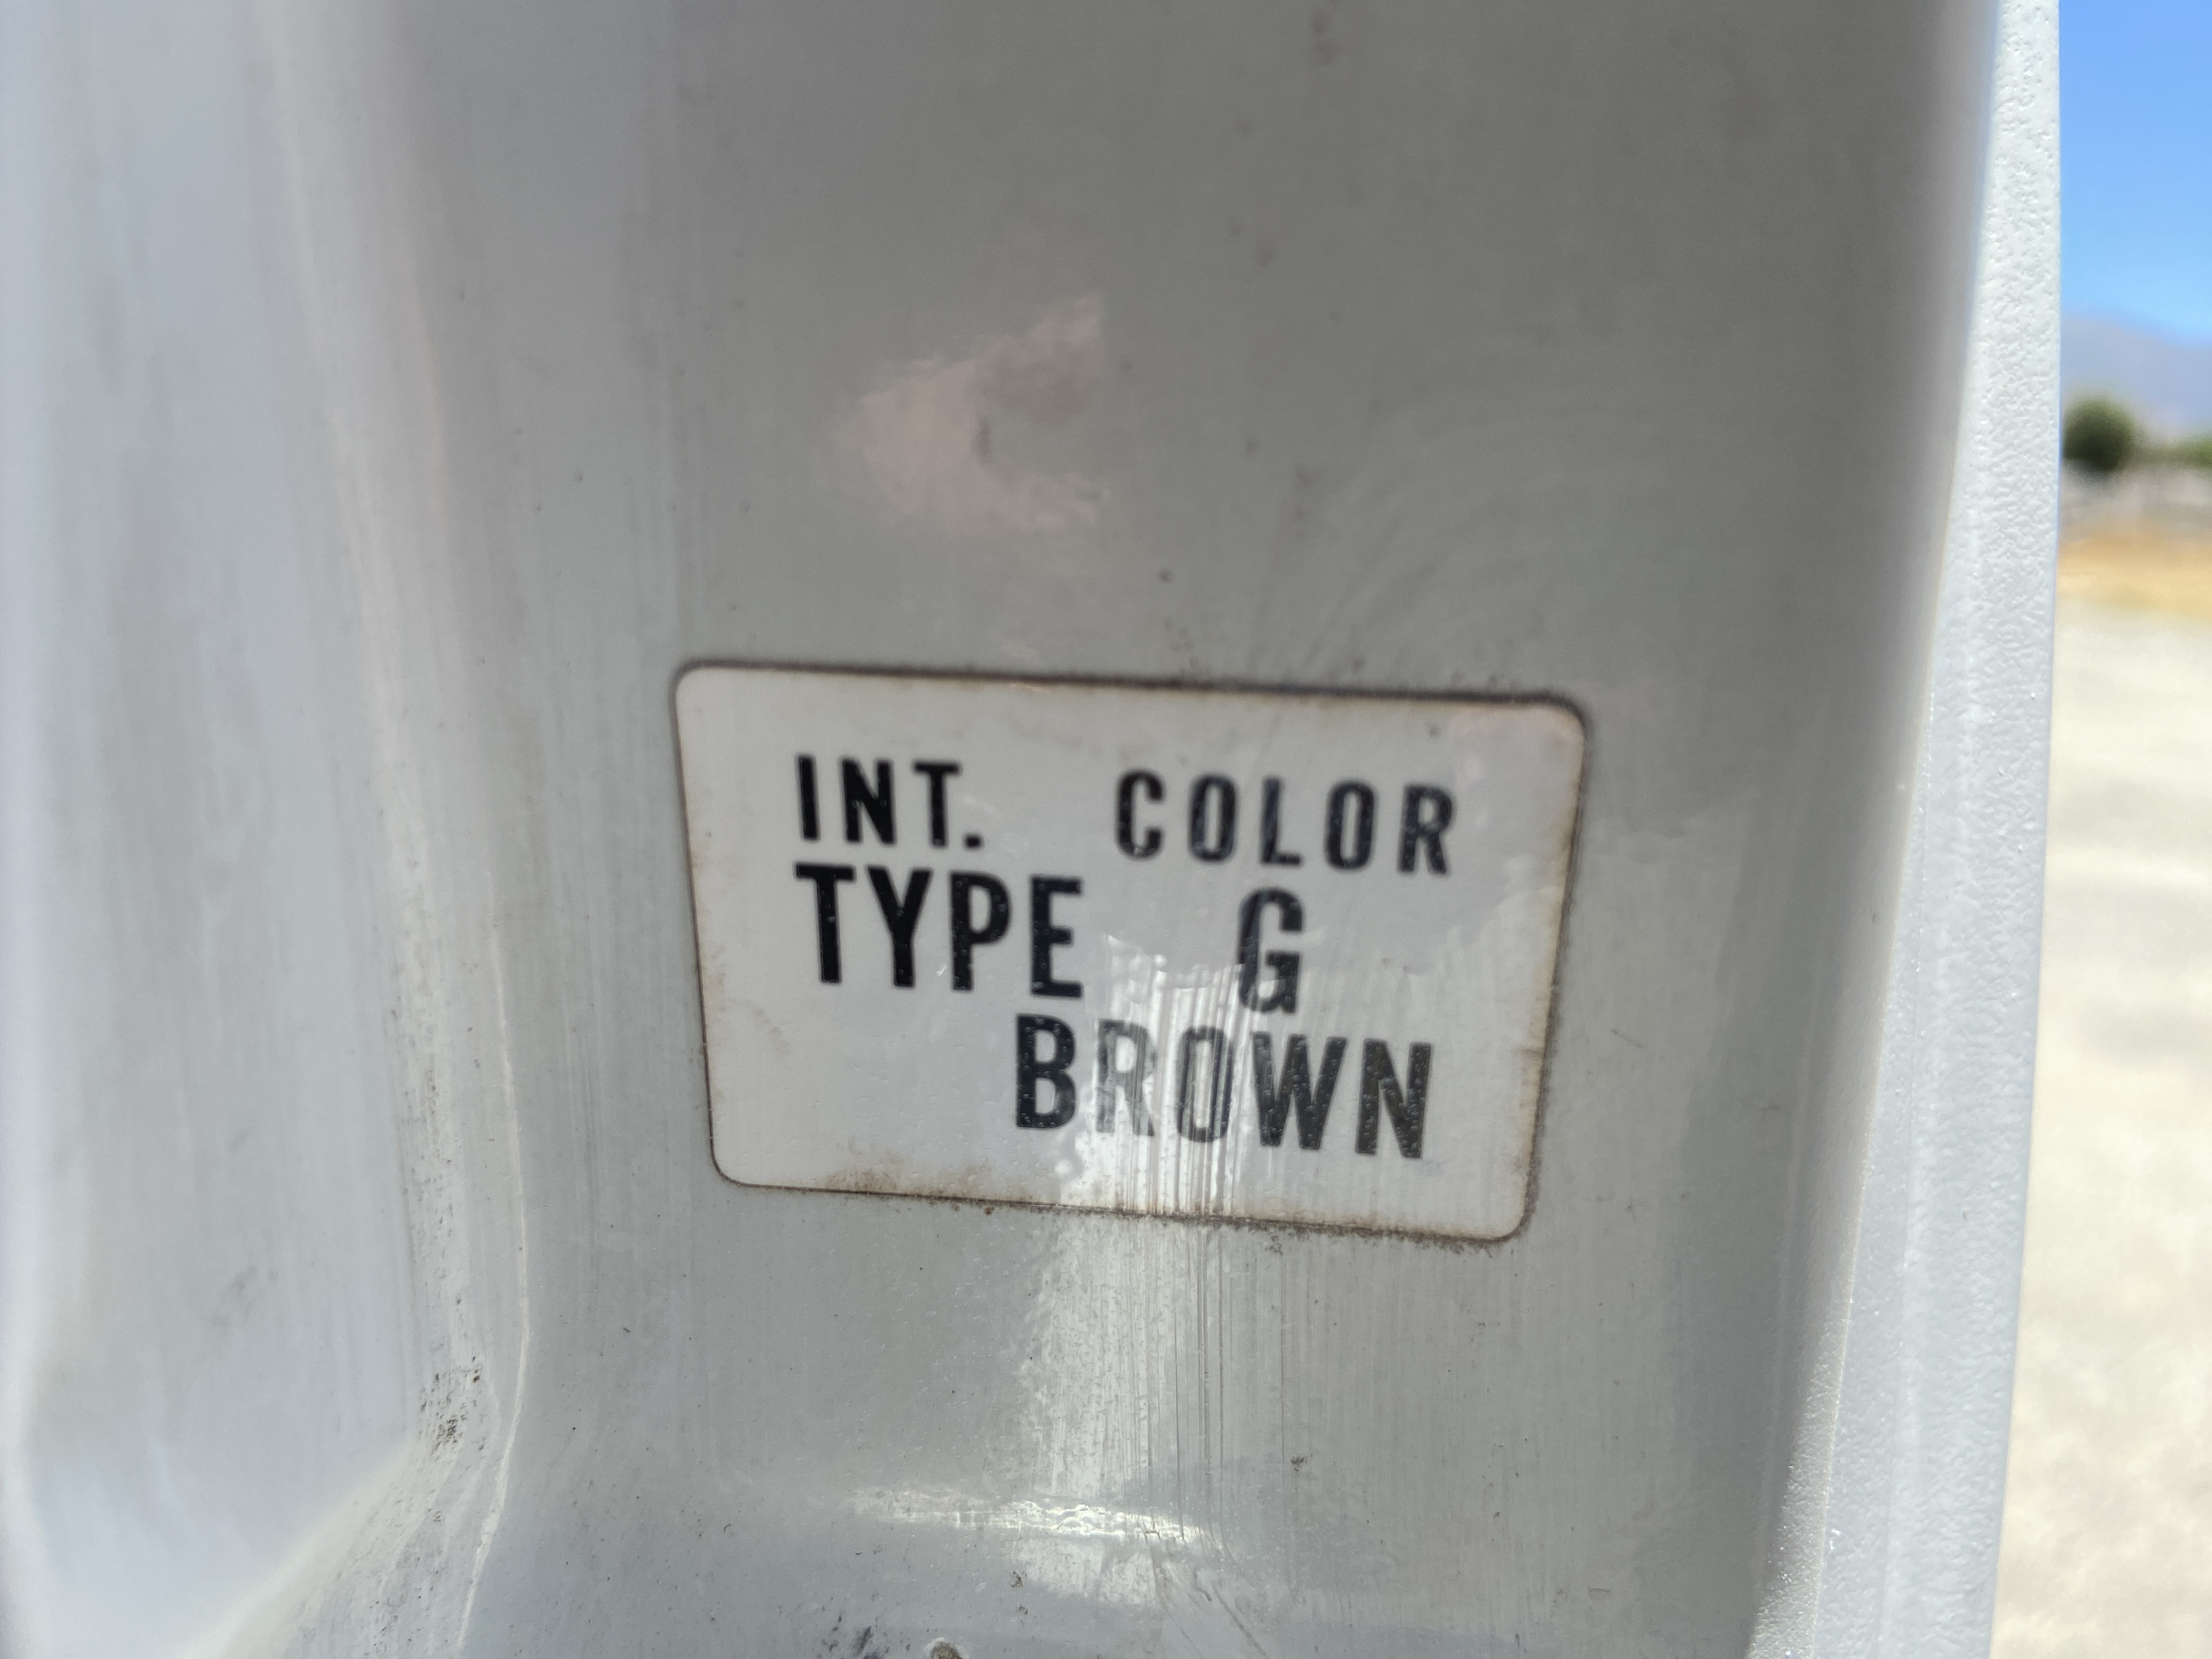 INT. COLOR
TYPE G
BROWN